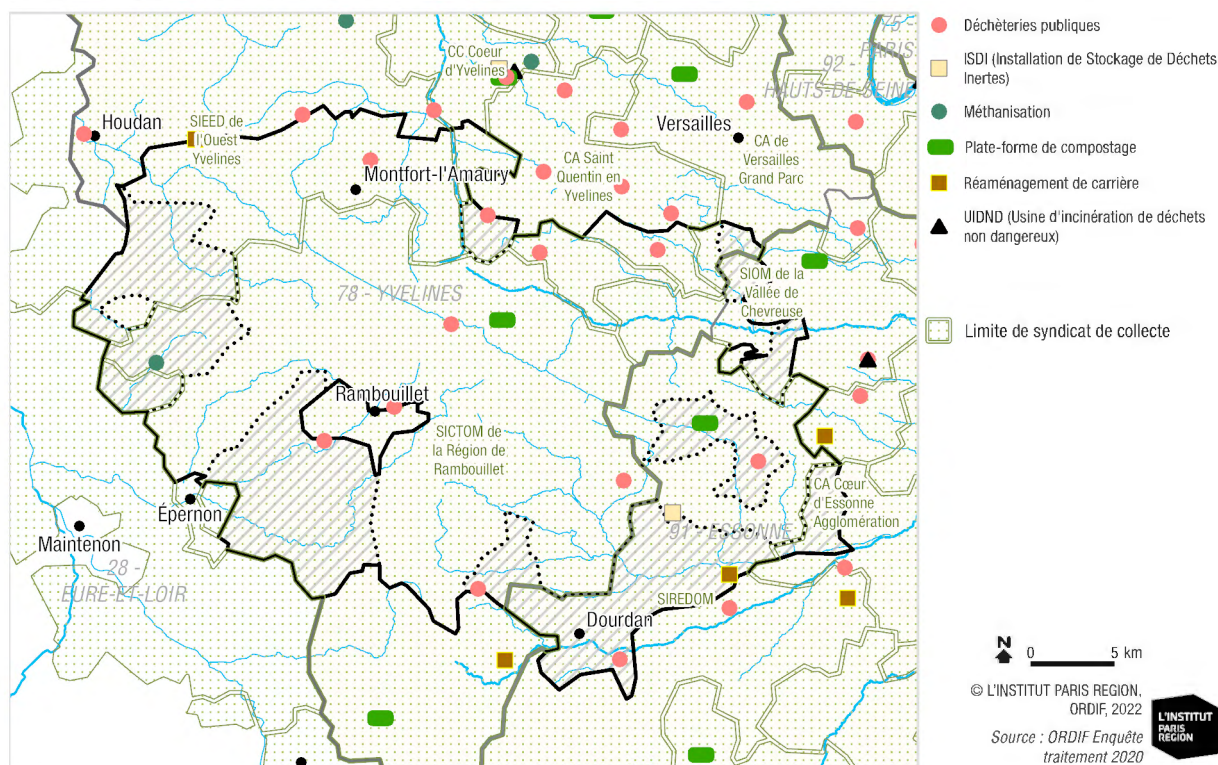 75 -
PARIS
92 -
HAUTS-DE-SEINE
CC Coeur
d'Yvelines
Houdan
SIEED de
l'Ouest
Yvelines
Versailles
CA de
Versailles
Grand Parc
CA Saint
Quentin en
Yvelines
Montfort-l'Amaury
78 - YVELINES
SIOM de la
Vallée de
Chevreuse
Rambouillet
SICTOM de
la Région de
Rambouillet
CA Cœur
d'Essonne
Agglomération
Épernon
Maintenon
91 - ESSONNE
28 -
EURE-ET-LOIR
SIREDOM
Dourdan
Déchèteries publiques
ISDI (Installation de Stockage de Déchets
Inertes)
Méthanisation
Plate-forme de compostage
Réaménagement de carrière
UIDND (Usine d'incinération de déchets
non dangereux)
Limite de syndicat de collecte
N
0 5 km
© L'INSTITUT PARIS REGION,
ORDIF, 2022
Source : ORDIF Enquête
traitement 2020
L'INSTITUT
PARIS
REGION